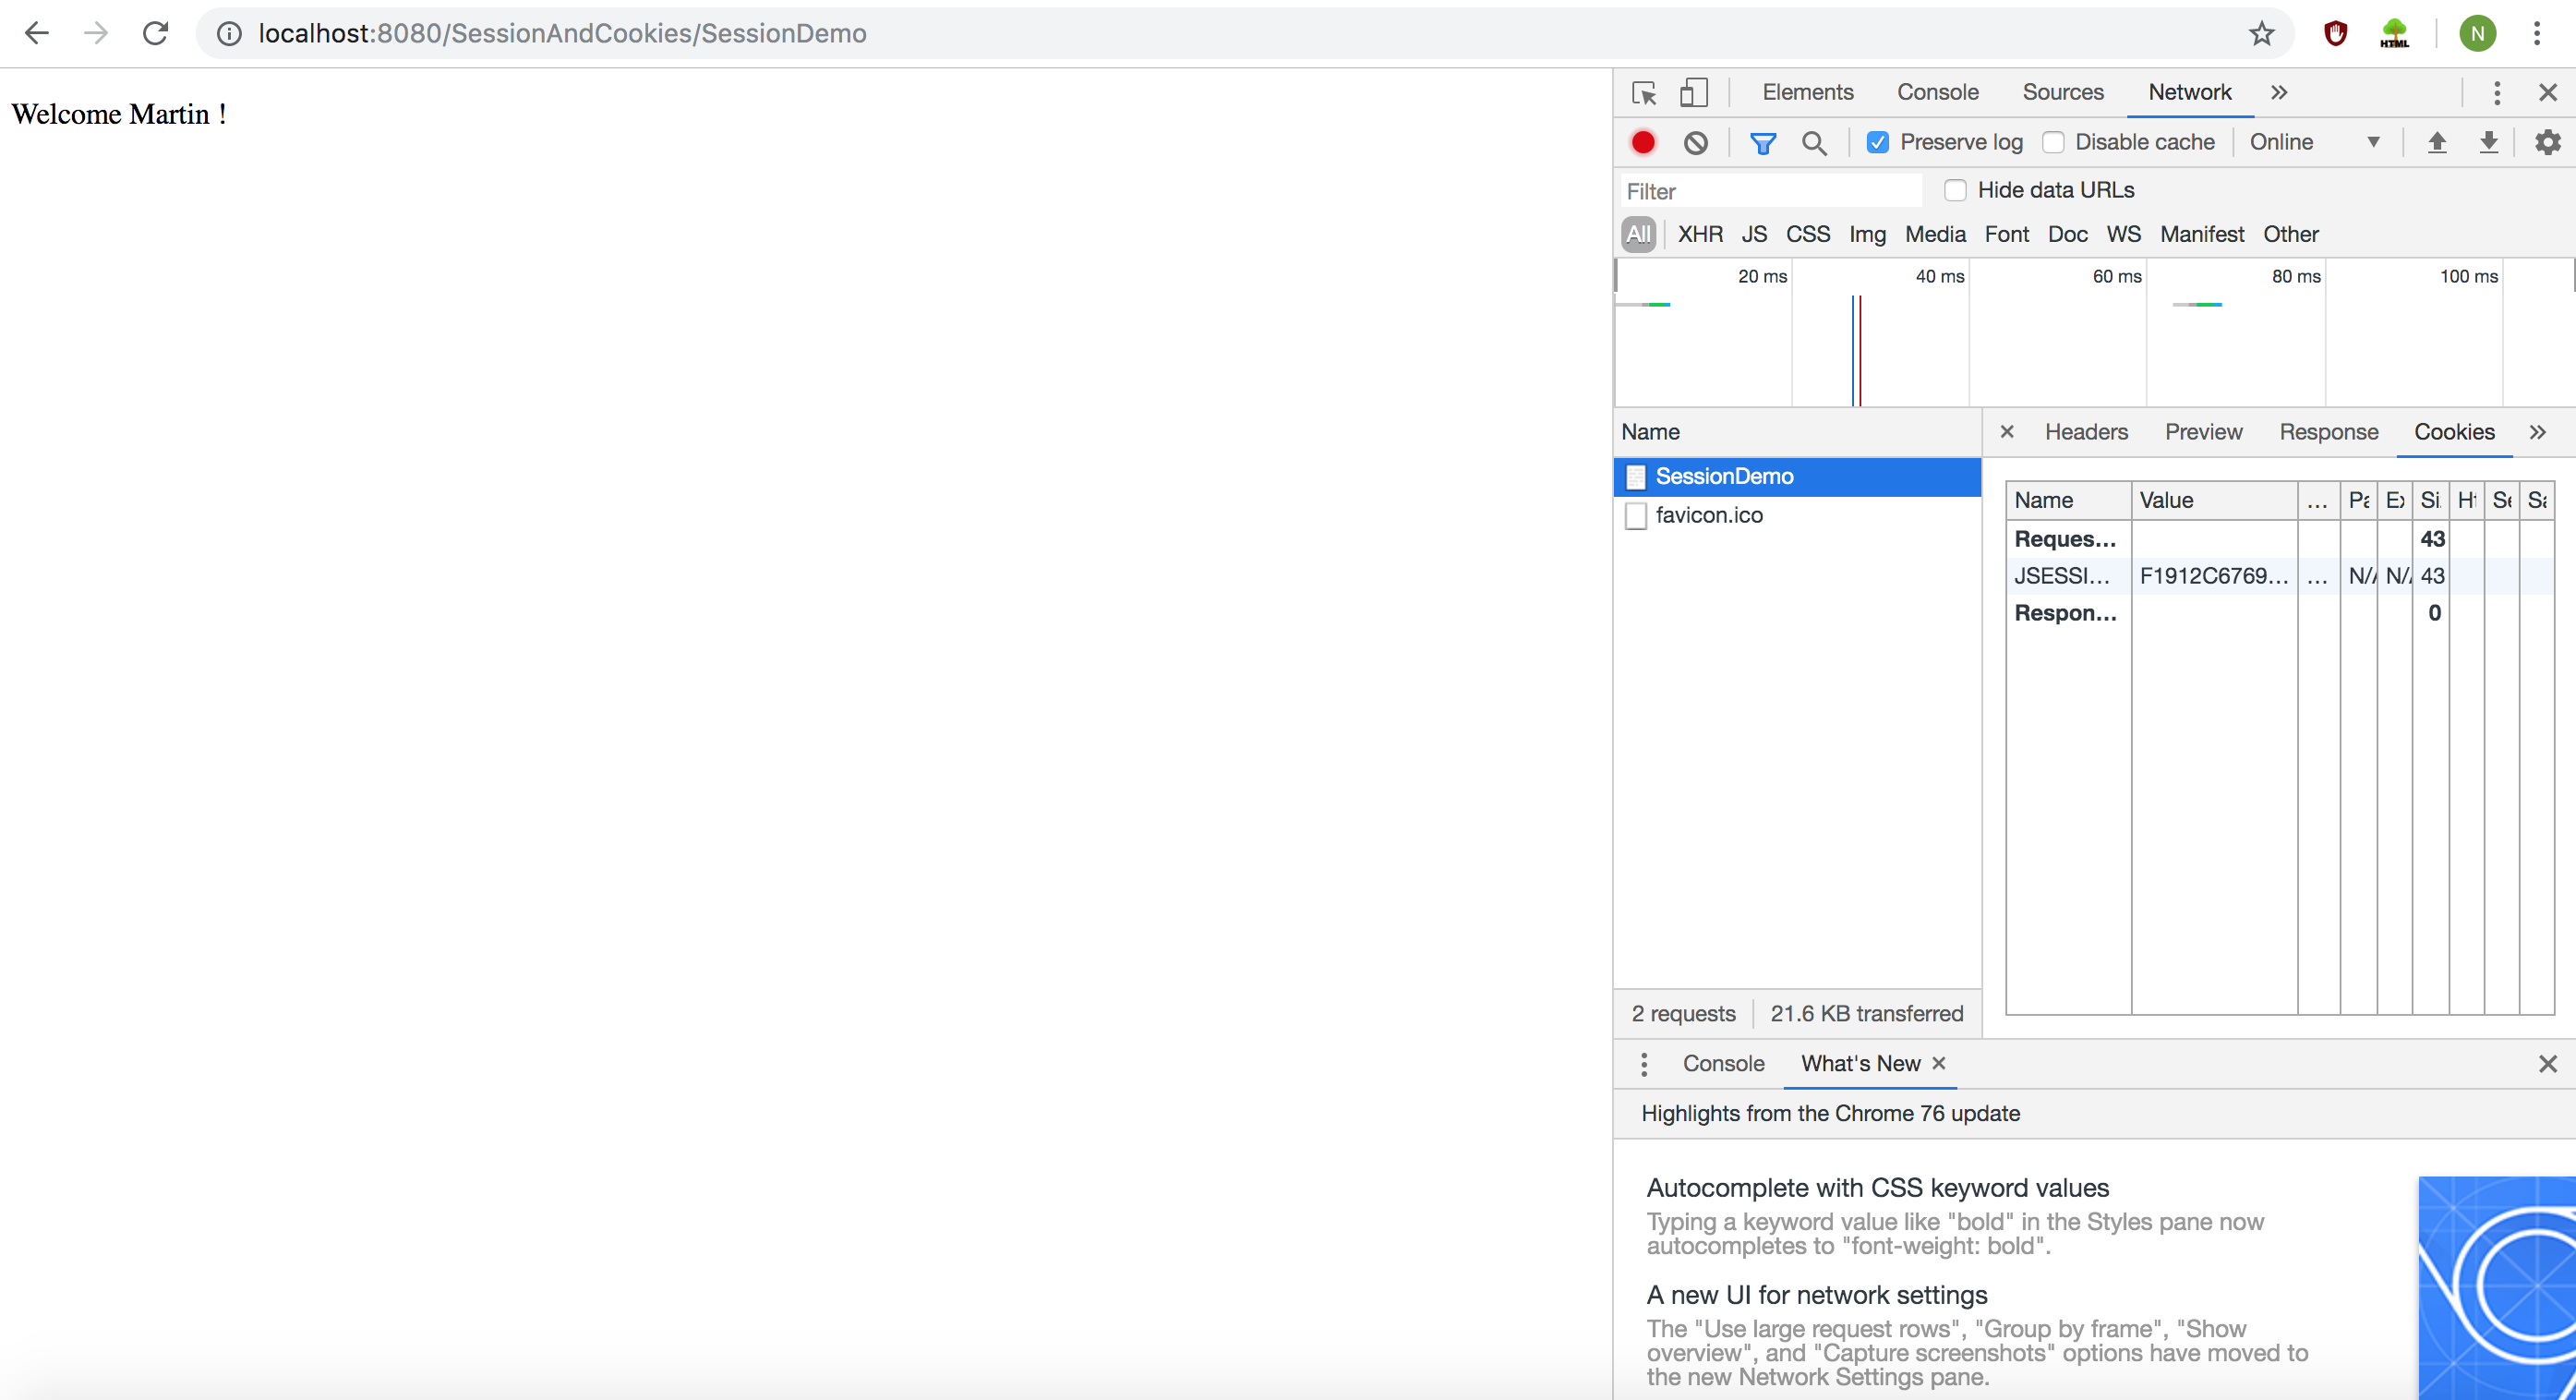 localhost:8080/SessionAndCookies/SessionDemo
HTML
N
Welcome Martin !
Elements Console Sources Network
Preserve log Disable cache Online
Filter Hide data URLs
All XHR JS CSS Img Media Font Doc WS Manifest Other
20 ms 40 ms 60 ms 80 ms 100 ms
Name
SessionDemo
favicon.ico
Headers Preview Response Cookies
Name Value ... Pa Ex Si. Ht Se Sa
Reques... 43
JSESSI... F1912C6769... ... N/A N/A 43
Respon... 0
2 requests 21.6 KB transferred
Console What's New
Highlights from the Chrome 76 update
Autocomplete with CSS keyword values
Typing a keyword value like "bold" in the Styles pane now
autocompletes to "font-weight: bold".
A new UI for network settings
The "Use large request rows", "Group by frame", "Show
overview", and "Capture screenshots" options have moved to
the new Network Settings pane.